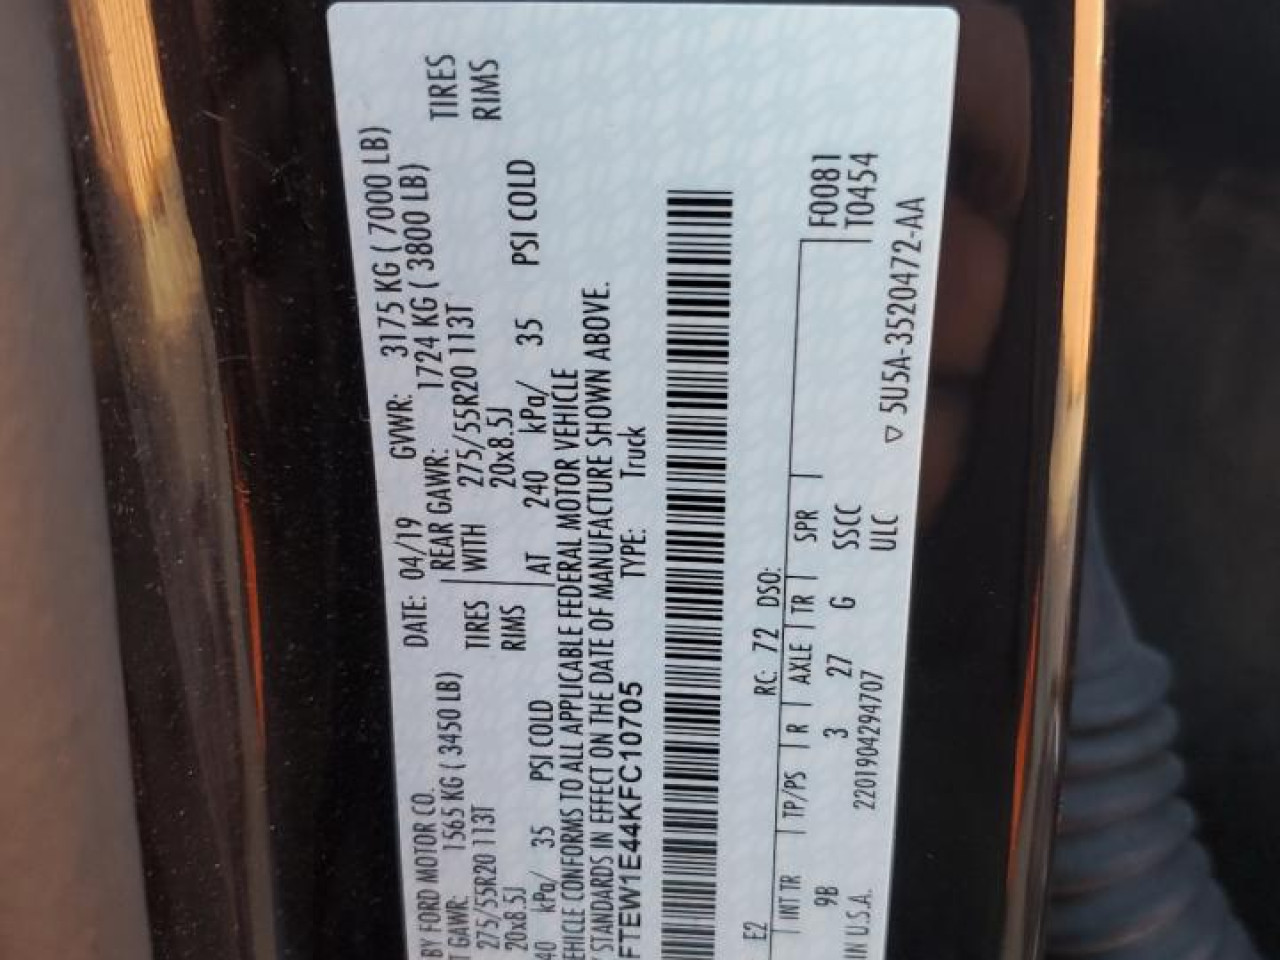 BY FORD MOTOR CO. DATE: 04/19 GVWR: 3175 KG ( 7000 LB)
T GAWR: 1565 KG ( 3450 LB) REAR GAWR: 1724 KG ( 3800 LB)
275/55R20 113T TIRES WITH 275/55R20 113T TIRES
20x8.5J RIMS 20x8.5J RIMS
40 kPa/ 35 PSI COLD AT 240 kPa/ 35 PSI COLD
EHICLE CONFORMS TO ALL APPLICABLE FEDERAL MOTOR VEHICLE
Y STANDARDS IN EFFECT ON THE DATE OF MANUFACTURE SHOWN ABOVE.
FTEW1E44KFC10705 TYPE: Truck
E2 RC: 72 DSO:
INT TR TP/PS R AXLE TR SPR F0081
9B 3 27 G SSCC T0454
IN U.S.A. 2201904294707 ULC
▽ 5U5A-3520472-AA